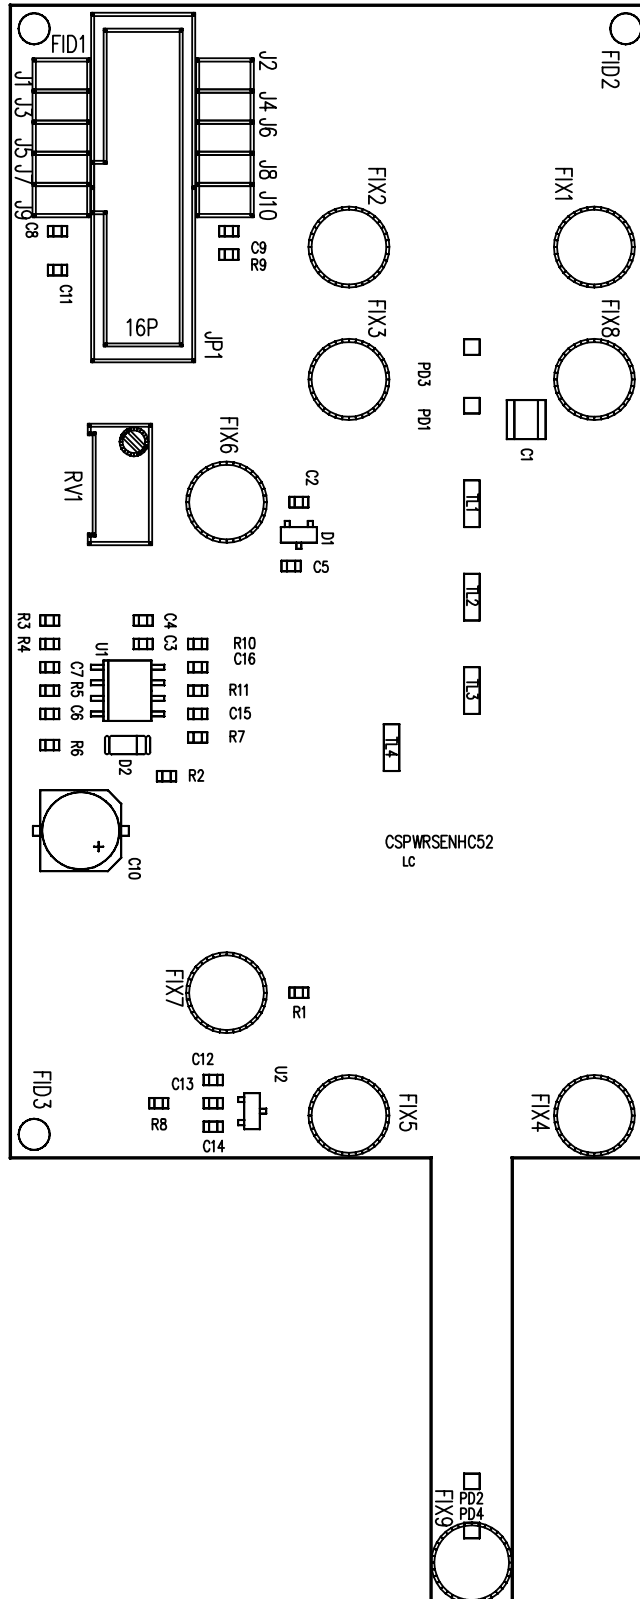 FID1
J2
FID2
J1
J3
J4
J6
J5
J7
J8
J9
J10
C8
C9
R9
C11
FIX2
FIX1
16P
JP1
FIX3
FIX8
PD3
PD1
C1
FIX6
RV1
C2
TL1
D1
C5
TL2
R3
C4
R4
C3
R10
U1
C16
C7
R5
R11
TL3
C6
C15
R6
R7
D2
TL4
R2
+
C10
CSPWRSENHC52
LC
FIX7
R1
C12
U2
C13
FID3
R8
C14
FIX5
FIX4
FIX9
PD2
PD4